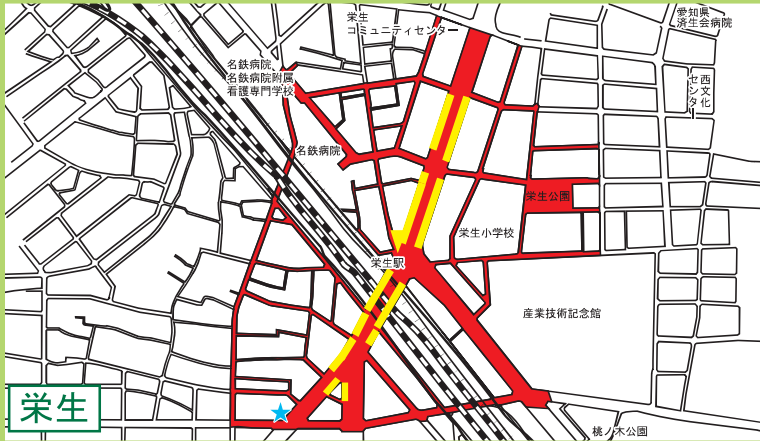 栄生
コミュニティセンター
愛知県
済生会病院
名鉄病院
名鉄病院附属
看護専門学校
西文化
センター
名鉄病院
栄生公園
栄生小学校
栄生駅
産業技術記念館
栄生
桃ノ木公園